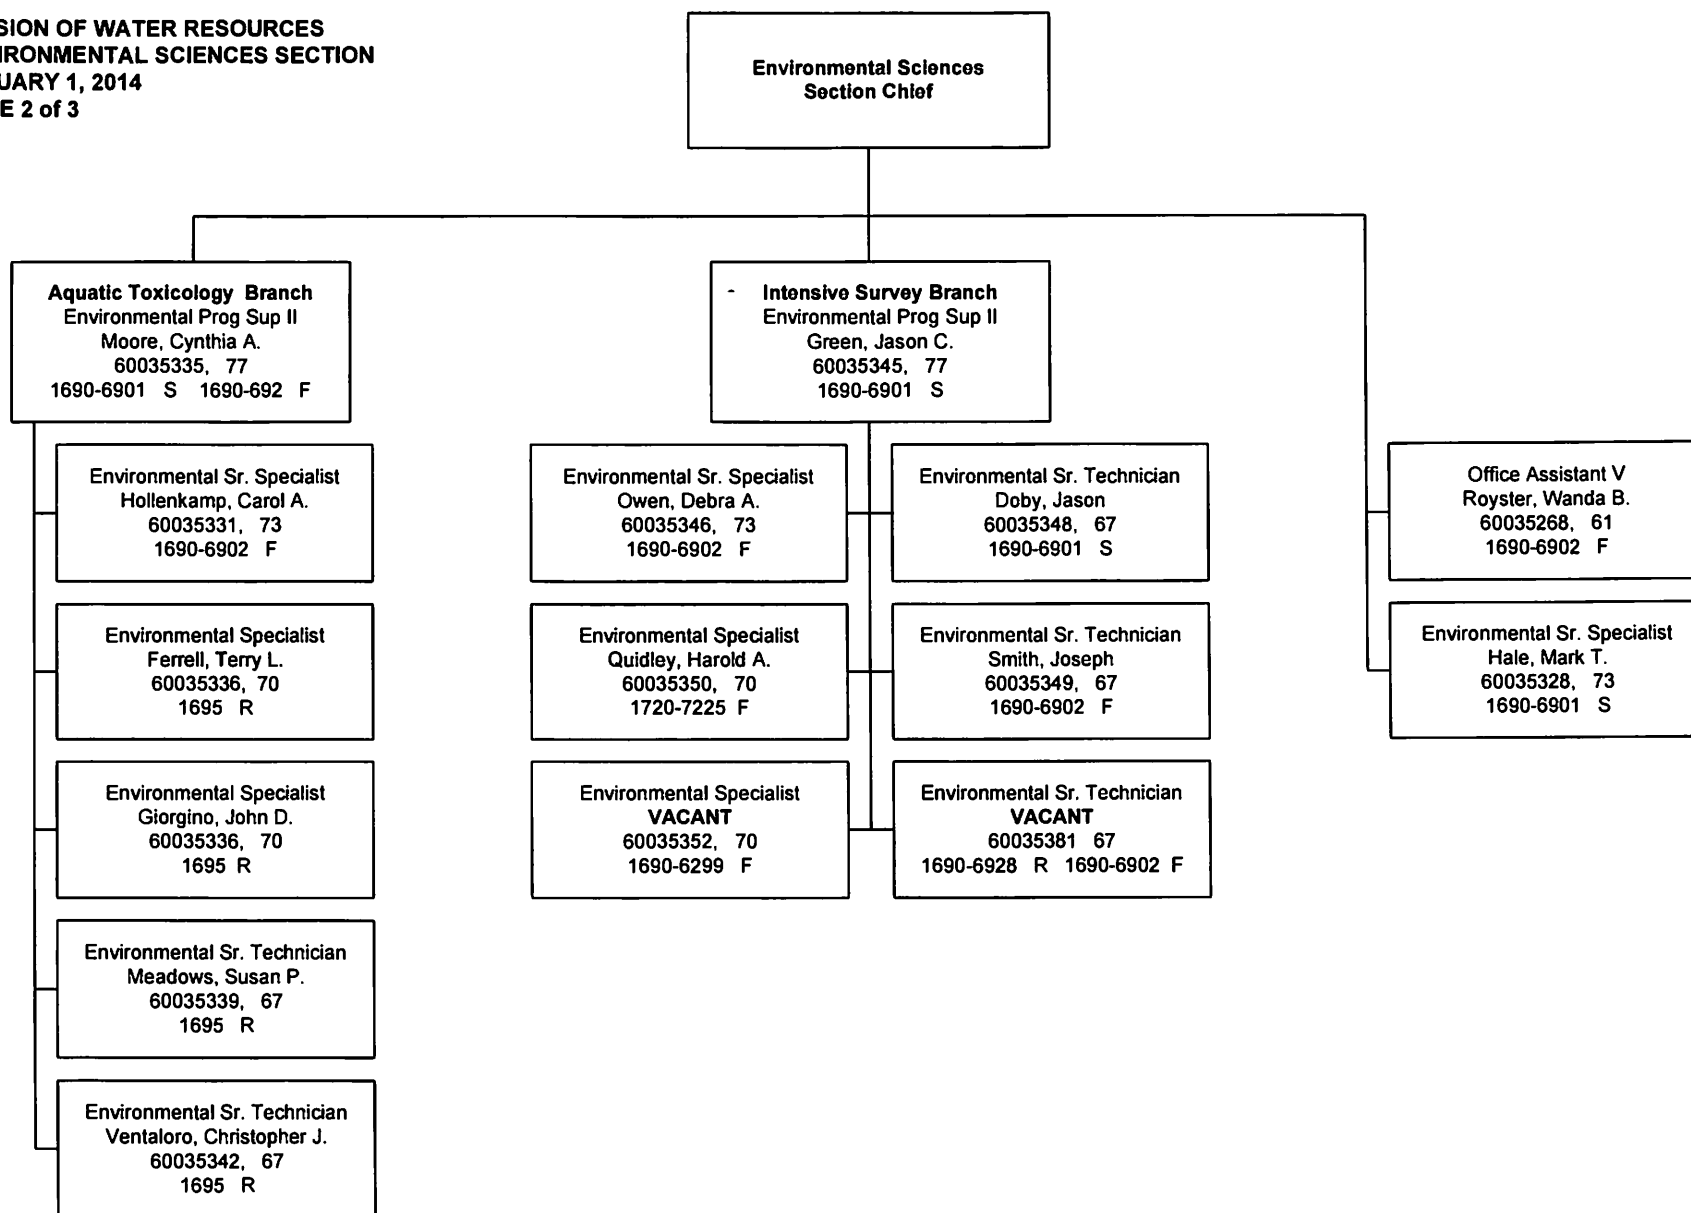 SION OF WATER RESOURCES
IRONMENTAL SCIENCES SECTION
UARY 1, 2014
E 2 of 3
Environmental Sciences
Section Chief
Aquatic Toxicology Branch
Environmental Prog Sup II
Moore, Cynthia A.
60035335, 77
1690-6901 S 1690-692 F
- Intensive Survey Branch
Environmental Prog Sup II
Green, Jason C.
60035345, 77
1690-6901 S
Environmental Sr. Specialist
Hollenkamp, Carol A.
60035331, 73
1690-6902 F
Environmental Specialist
Ferrell, Terry L.
60035336, 70
1695 R
Environmental Specialist
Giorgino, John D.
60035336, 70
1695 R
Environmental Sr. Technician
Meadows, Susan P.
60035339, 67
1695 R
Environmental Sr. Technician
Ventaloro, Christopher J.
60035342, 67
1695 R
Environmental Sr. Specialist
Owen, Debra A.
60035346, 73
1690-6902 F
Environmental Specialist
Quidley, Harold A.
60035350, 70
1720-7225 F
Environmental Specialist
VACANT
60035352, 70
1690-6299 F
Environmental Sr. Technician
Doby, Jason
60035348, 67
1690-6901 S
Environmental Sr. Technician
Smith, Joseph
60035349, 67
1690-6902 F
Environmental Sr. Technician
VACANT
60035381 67
1690-6928 R 1690-6902 F
Office Assistant V
Royster, Wanda B.
60035268, 61
1690-6902 F
Environmental Sr. Specialist
Hale, Mark T.
60035328, 73
1690-6901 S